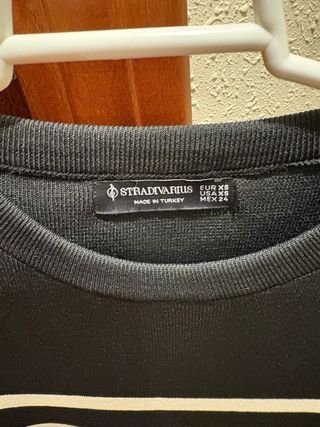 STRADIVARIUS
MADE IN TURKEY
EUR XS
USA XS
MEX 24